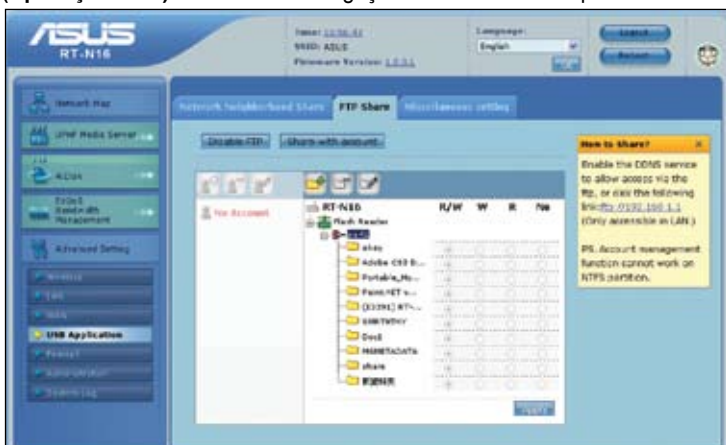 ASUS
RT-N16
SSID: ASUS
Firmware Version:
Language:
English
Logout
Reboot
Network Map
UPnP Media Server
AiDisk
EzQoS
Bandwidth
Management
Advanced Setting
Wireless
LAN
WAN
USB Application
Firewall
Administration
System Log
Network Neighborhood Share
FTP Share
Miscellaneous setting
Disable FTP
Share with account
No Account
RT-N16
R/W W R No
Flash Reader
okey
Adobe CS3 D...
Portable_Mo...
Paint.NET v...
Doc1
share
Apply
How to Share?
Enable the DDNS service
to allow access via the
ftp, or click the following
link:ftp://192.168.1.1
(Only accessible in LAN.)
PS. Account management
function cannot work on
NTFS partition.